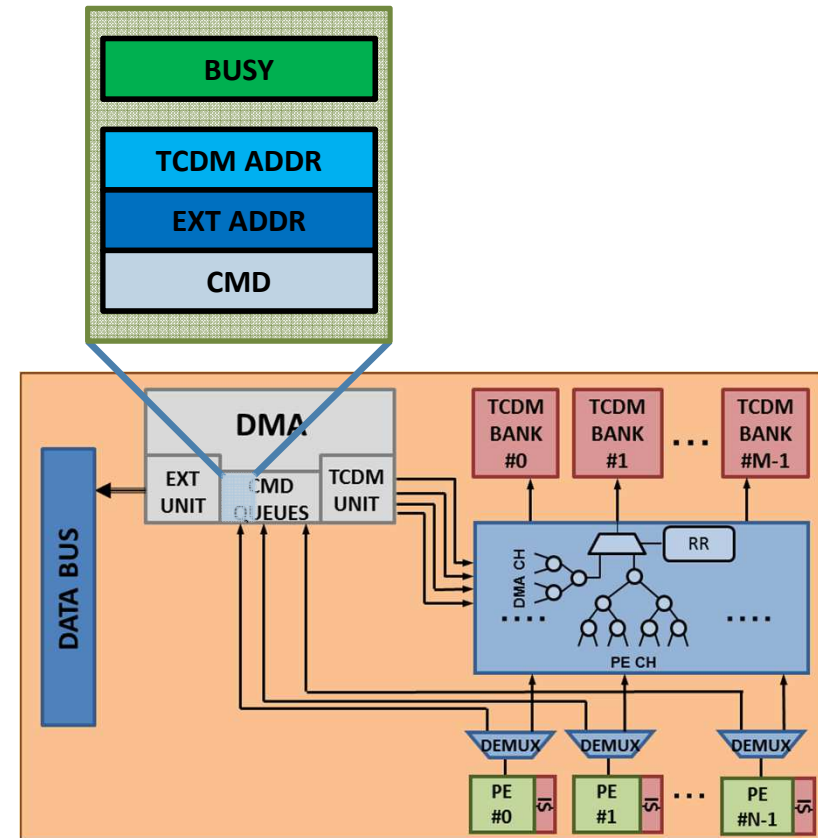 BUSY
TCDM ADDR
EXT ADDR
CMD
DMA
EXT
UNIT
CMD
QUEUES
TCDM
UNIT
DATA BUS
TCDM
BANK
#0
TCDM
BANK
#1
...
TCDM
BANK
#M-1
RR
DMA CH
....
....
PE CH
DEMUX
DEMUX
DEMUX
PE
#0
I$
PE
#1
I$
...
PE
#N-1
I$